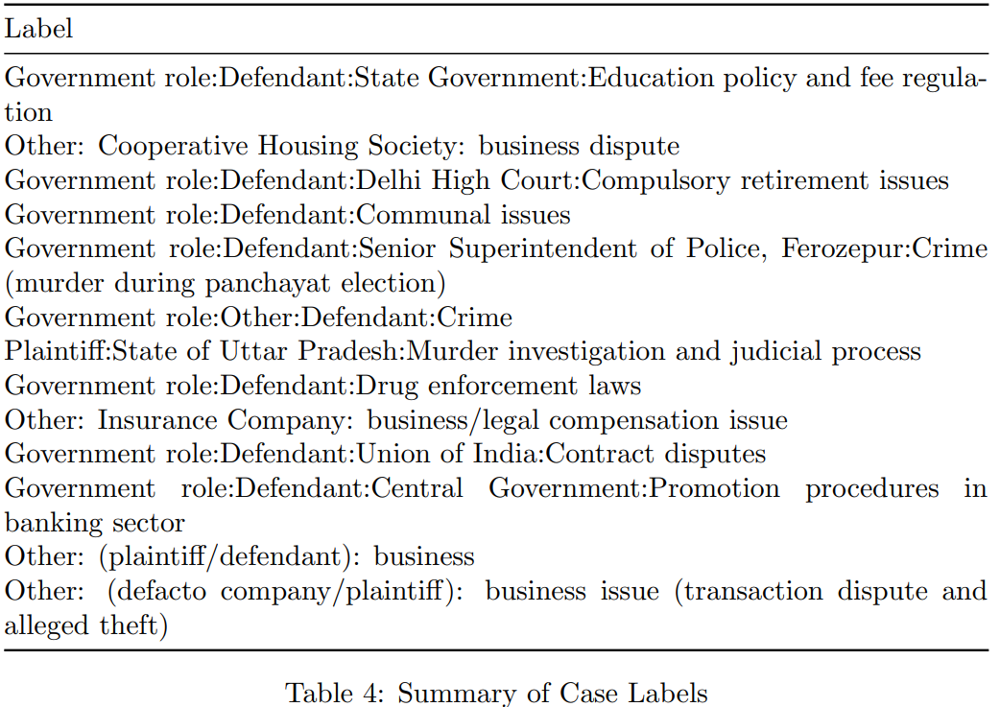 Label
Government role:Defendant:State Government:Education policy and fee regula-
tion
Other: Cooperative Housing Society: business dispute
Government role:Defendant:Delhi High Court:Compulsory retirement issues
Government role:Defendant:Communal issues
Government role:Defendant:Senior Superintendent of Police, Ferozepur:Crime
(murder during panchayat election)
Government role:Other:Defendant:Crime
Plaintiff:State of Uttar Pradesh:Murder investigation and judicial process
Government role:Defendant:Drug enforcement laws
Other: Insurance Company: business/legal compensation issue
Government role:Defendant:Union of India:Contract disputes
Government role:Defendant:Central Government:Promotion procedures in
banking sector
Other: (plaintiff/defendant): business
Other: (defacto company/plaintiff): business issue (transaction dispute and
alleged theft)
Table 4: Summary of Case Labels